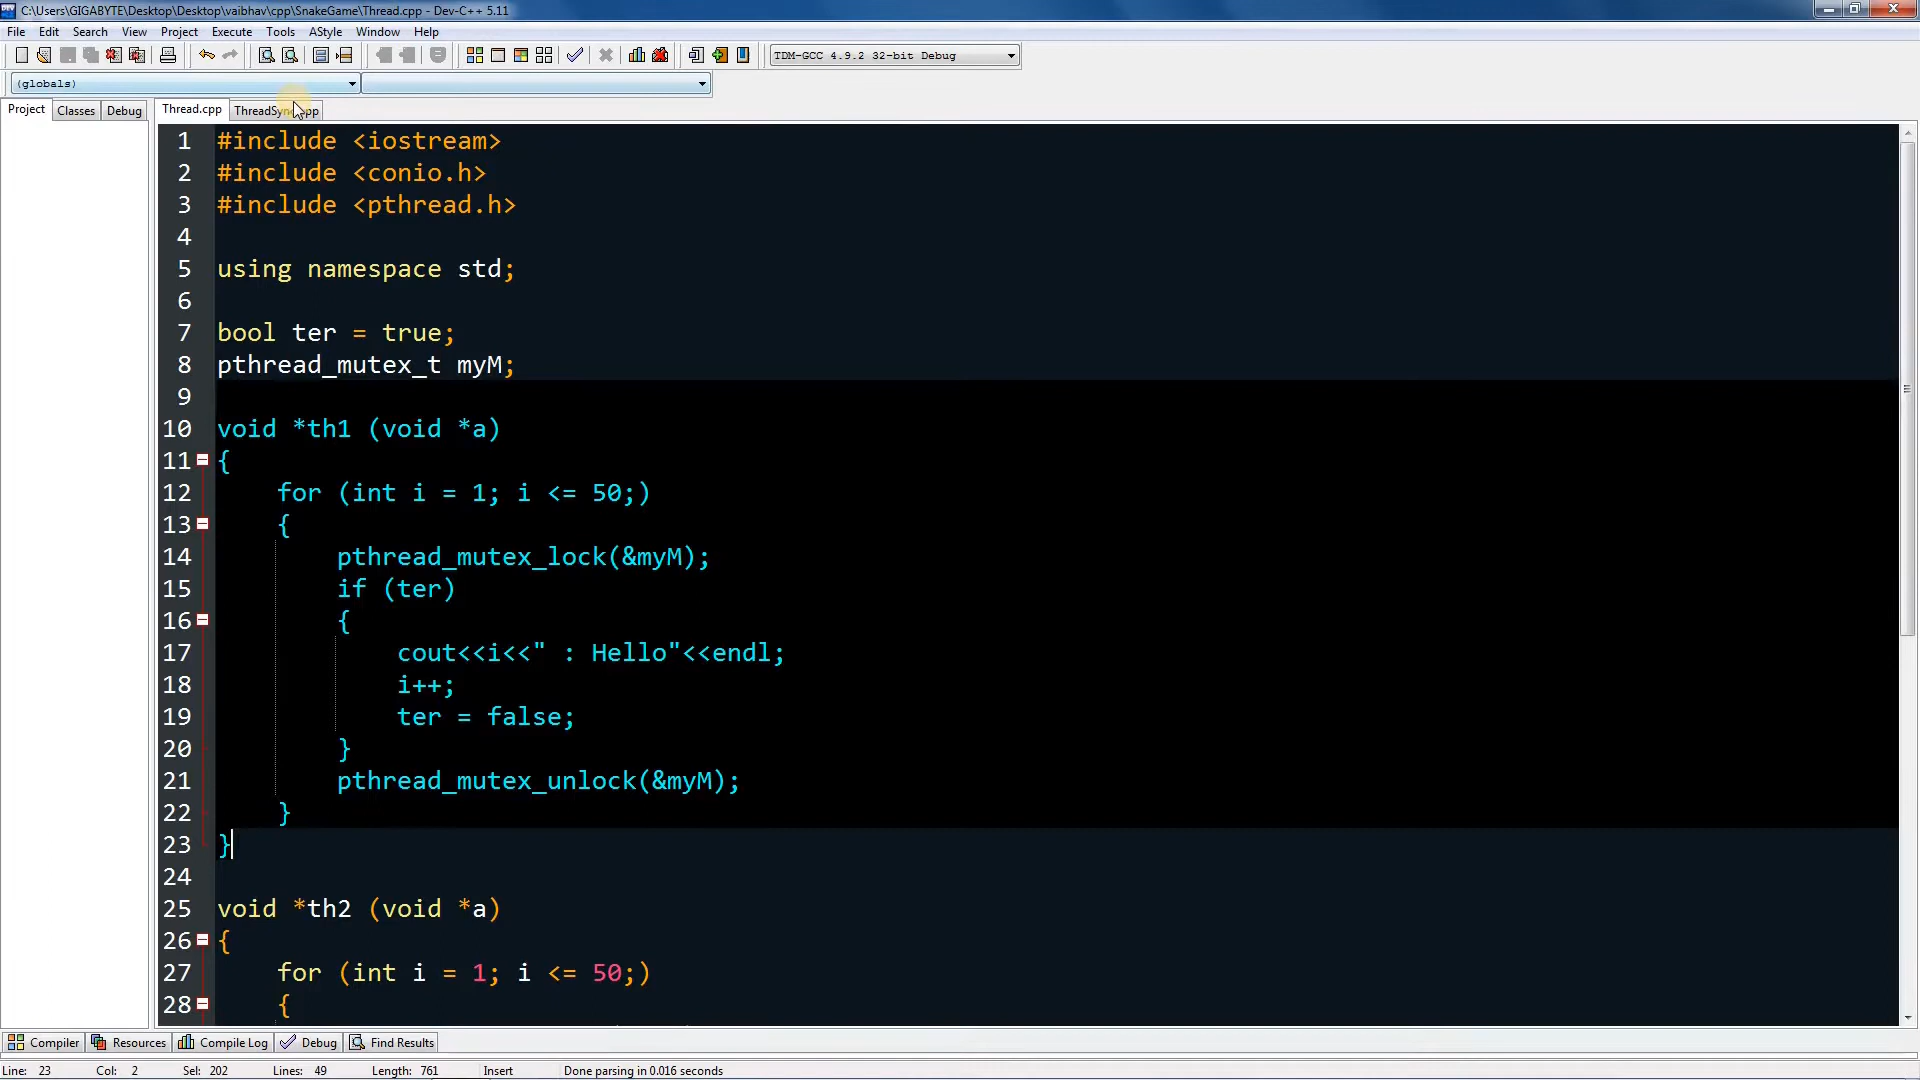 C:\Users\GIGABYTE\Desktop\Desktop\vaibhav\cpp\SnakeGame\Thread.cpp - Dev-C++ 5.11
File Edit Search View Project Execute Tools AStyle Window Help
TDM-GCC 4.9.2 32-bit Debug
(globals)
Project Classes Debug Thread.cpp
1 #include <iostream>
2 #include <conio.h>
3 #include <pthread.h>
4
5 using namespace std;
6
7 bool ter = true;
8 pthread_mutex_t myM;
9
10 void *th1 (void *a)
11 {
12 for (int i = 1; i <= 50;)
13 {
14 pthread_mutex_lock(&myM);
15 if (ter)
16 {
17 cout<<i<<" : Hello"<<endl;
18 i++;
19 ter = false;
20 }
21 pthread_mutex_unlock(&myM);
22 }
23 }
24
25 void *th2 (void *a)
26 {
27 for (int i = 1; i <= 50;)
28 {
Compiler Resources Compile Log Debug Find Results
Line: 23 Col: 2 Sel: 202 Lines: 49 Length: 761 Insert Done parsing in 0.016 seconds